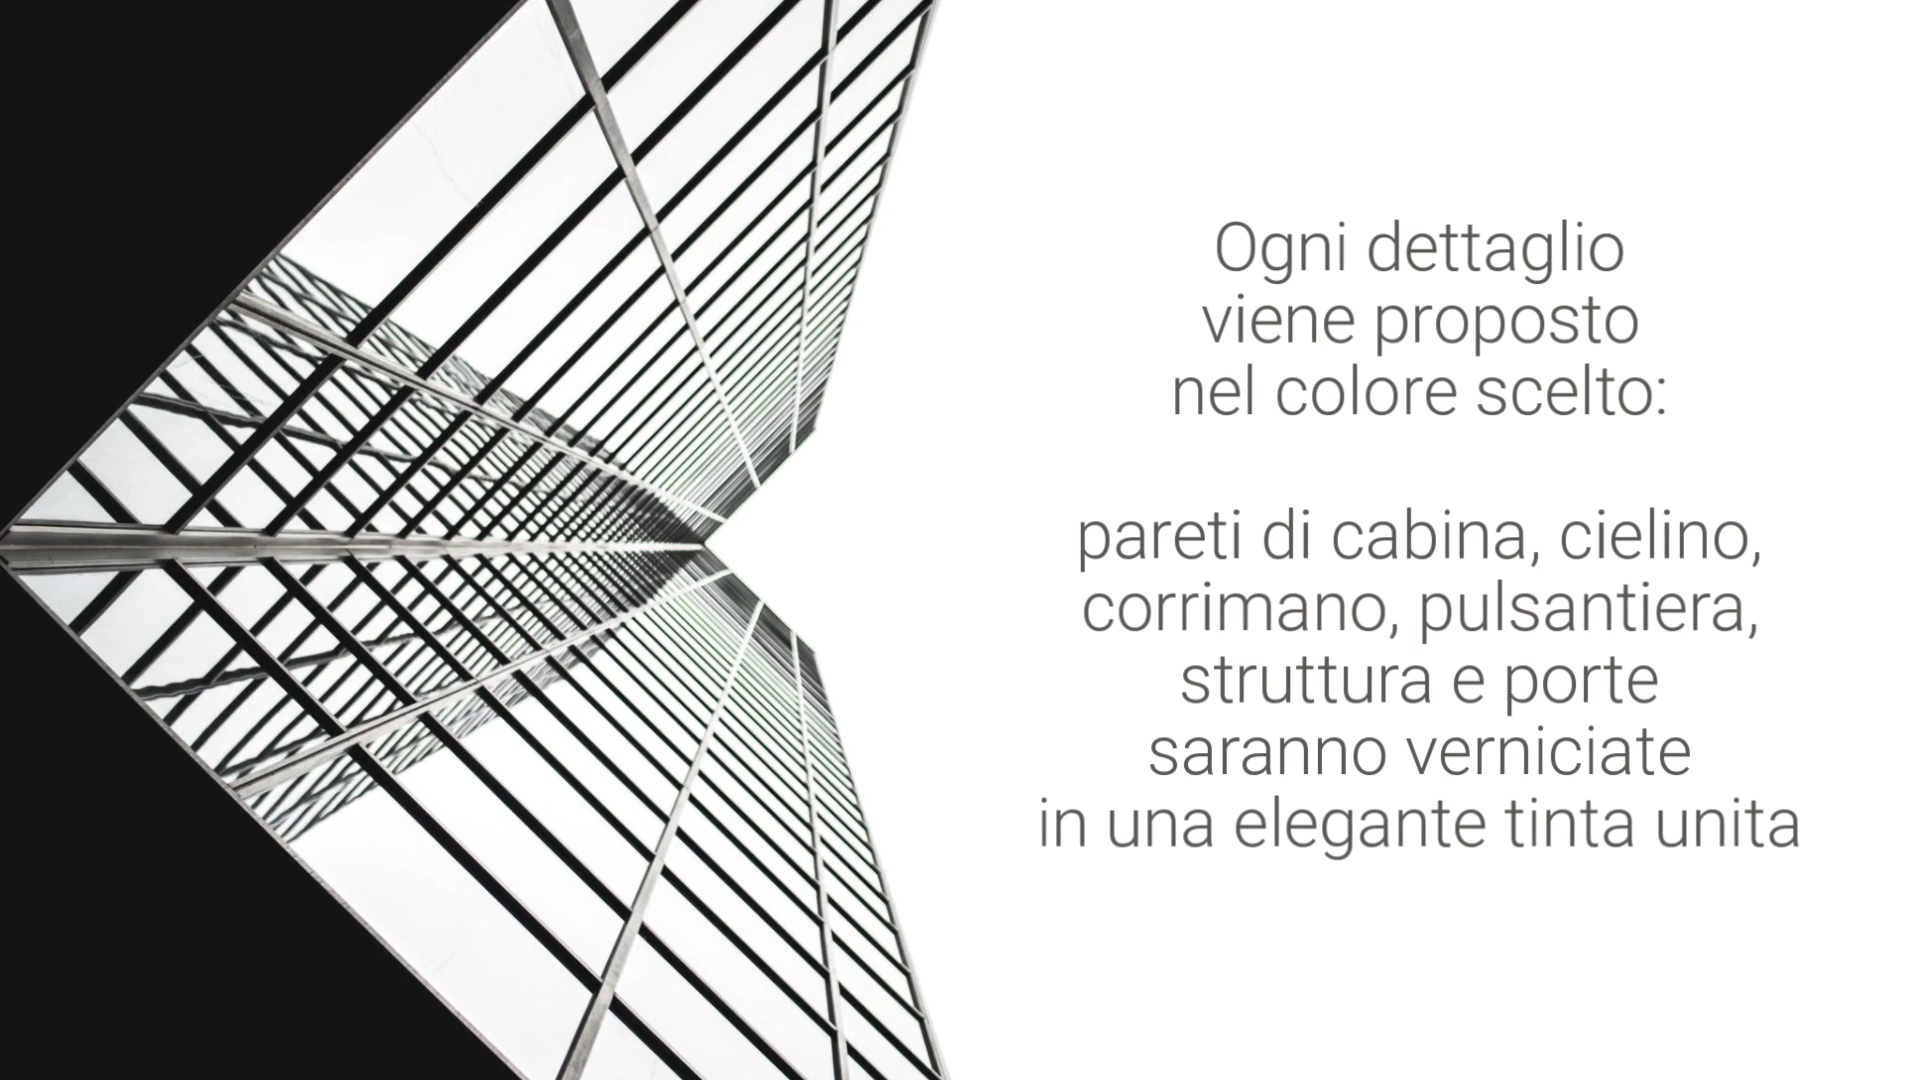 Ogni dettaglio
viene proposto
nel colore scelto:
pareti di cabina, cielino,
corrimano, pulsantiera,
struttura e porte
saranno verniciate
in una elegante tinta unita